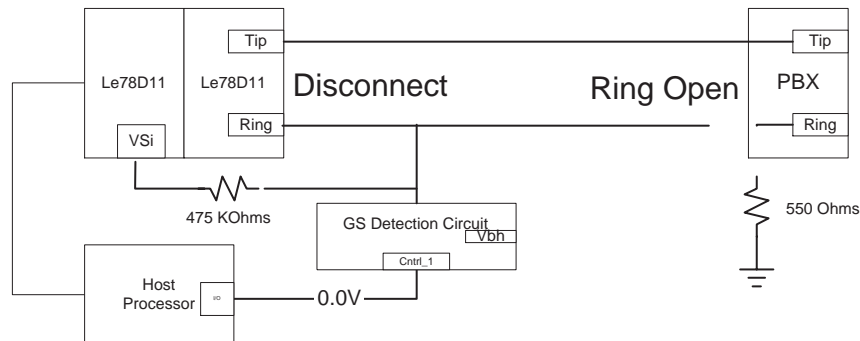 Tip
Tip
Le78D11
Le78D11
Disconnect
Ring Open
PBX
Ring
Ring
VSi
475 KOhms
GS Detection Circuit
Vbh
550 Ohms
Cntrl_1
Host
Processor
I/O
0.0V